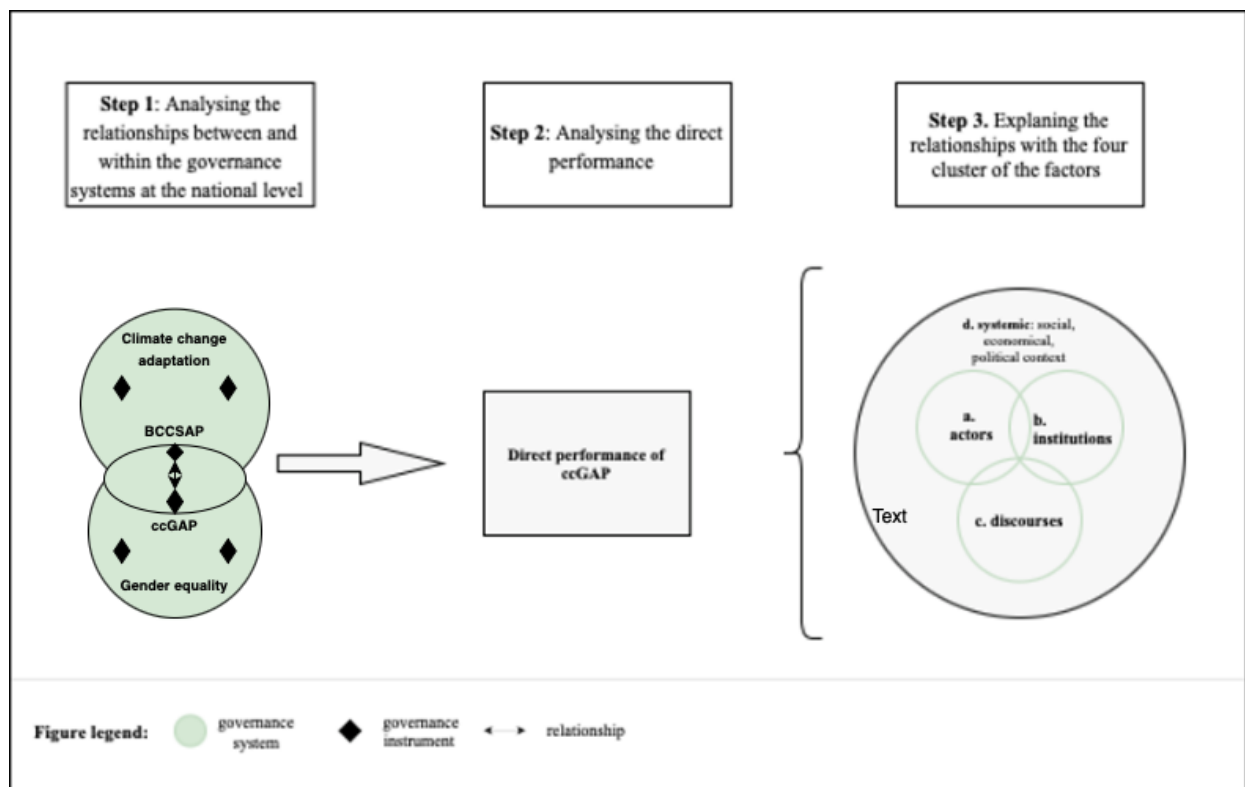 Step 1: Analysing the
relationships between and
within the governance
systems at the national level
Step 2: Analysing the direct
performance
Step 3. Explaning the
relationships with the four
cluster of the factors
Climate change
adaptation
BCCSAP
ccGAP
Gender equality
Direct performance of
ccGAP
d. systemic: social,
economical,
political context
a.
actors
b.
institutions
c. discourses
Text
Figure legend:
governance
system
governance
instrument
relationship